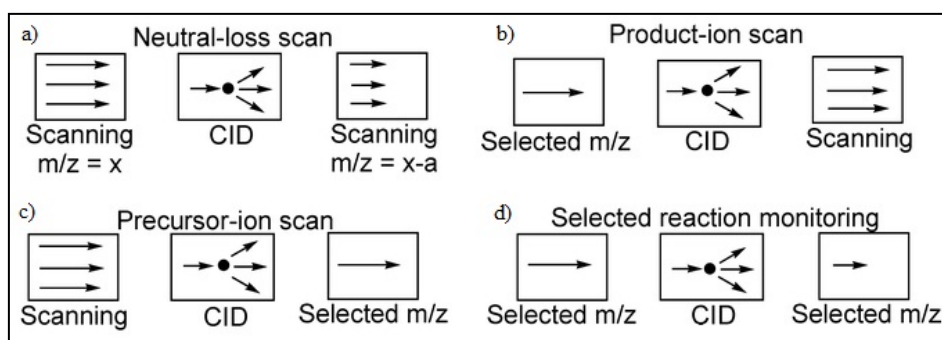 a) Neutral-loss scan
Scanning m/z = x
CID
Scanning m/z = x-a
b) Product-ion scan
Selected m/z
CID
Scanning
c) Precursor-ion scan
Scanning
CID
Selected m/z
d) Selected reaction monitoring
Selected m/z
CID
Selected m/z